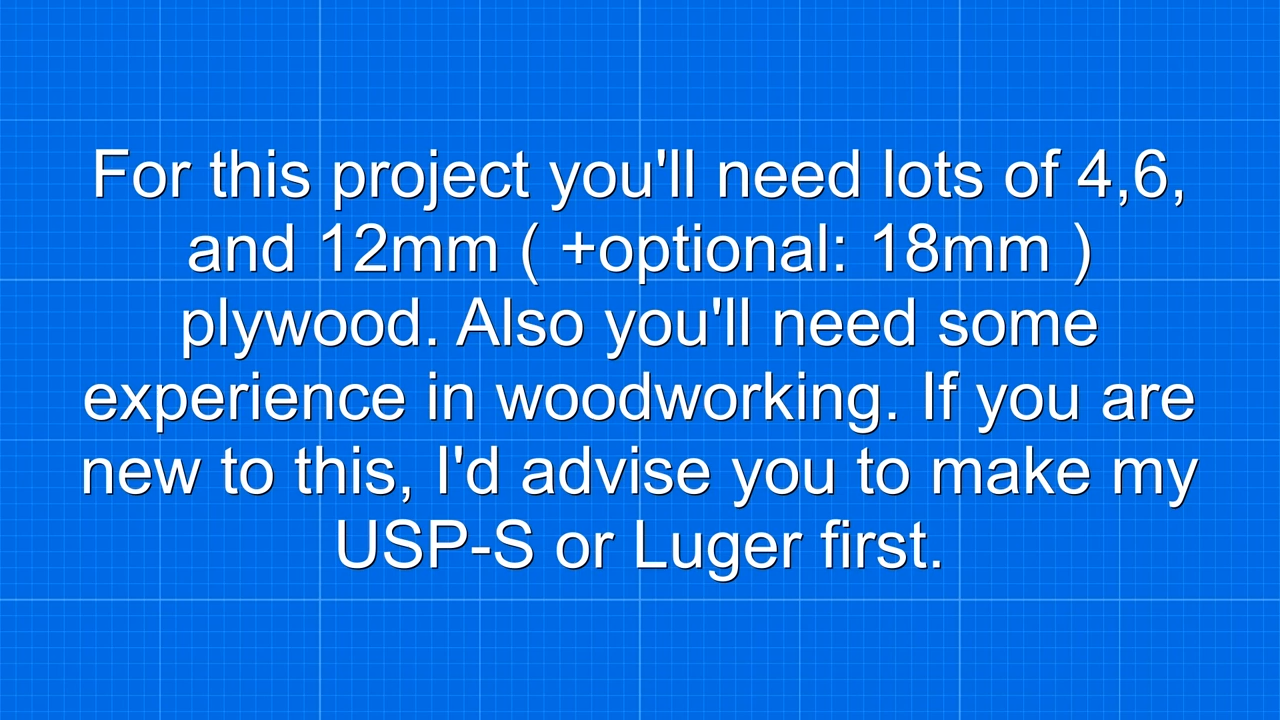 For this project you'll need lots of 4,6,
and 12mm ( +optional: 18mm )
plywood. Also you'll need some
experience in woodworking. If you are
new to this, I'd advise you to make my
USP-S or Luger first.